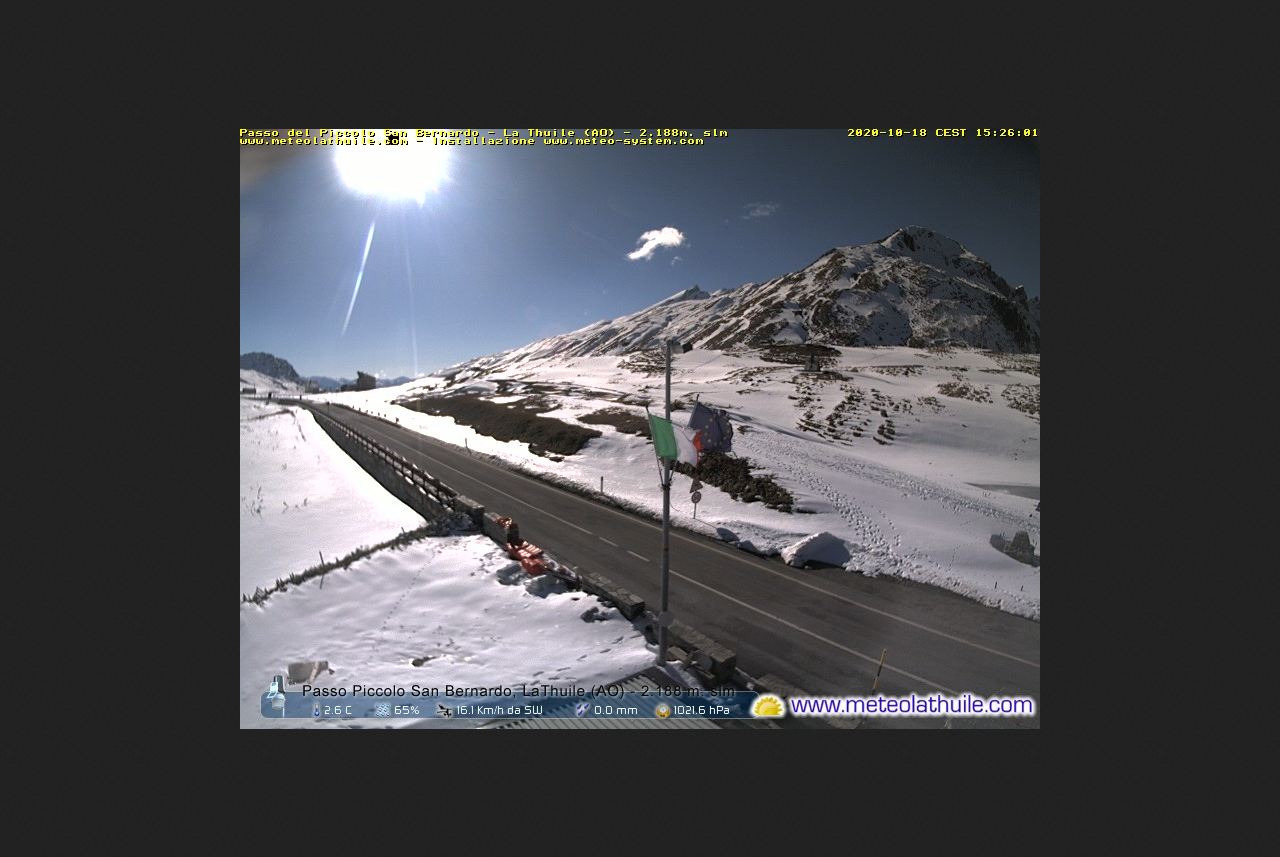 Passo del Piccolo San Bernardo - La Thuile (AO) - 2.188m. slm
2020-10-18 CEST 15:26:01
www.meteolathuile.com - Installazione www.meteo-system.com
Passo Piccolo San Bernardo, LaThuile (AO) - 2.188 m. slm
2.6 C 65% 16.1 Km/h da SW 0.0 mm 1021.6 hPa
www.meteolathuile.com